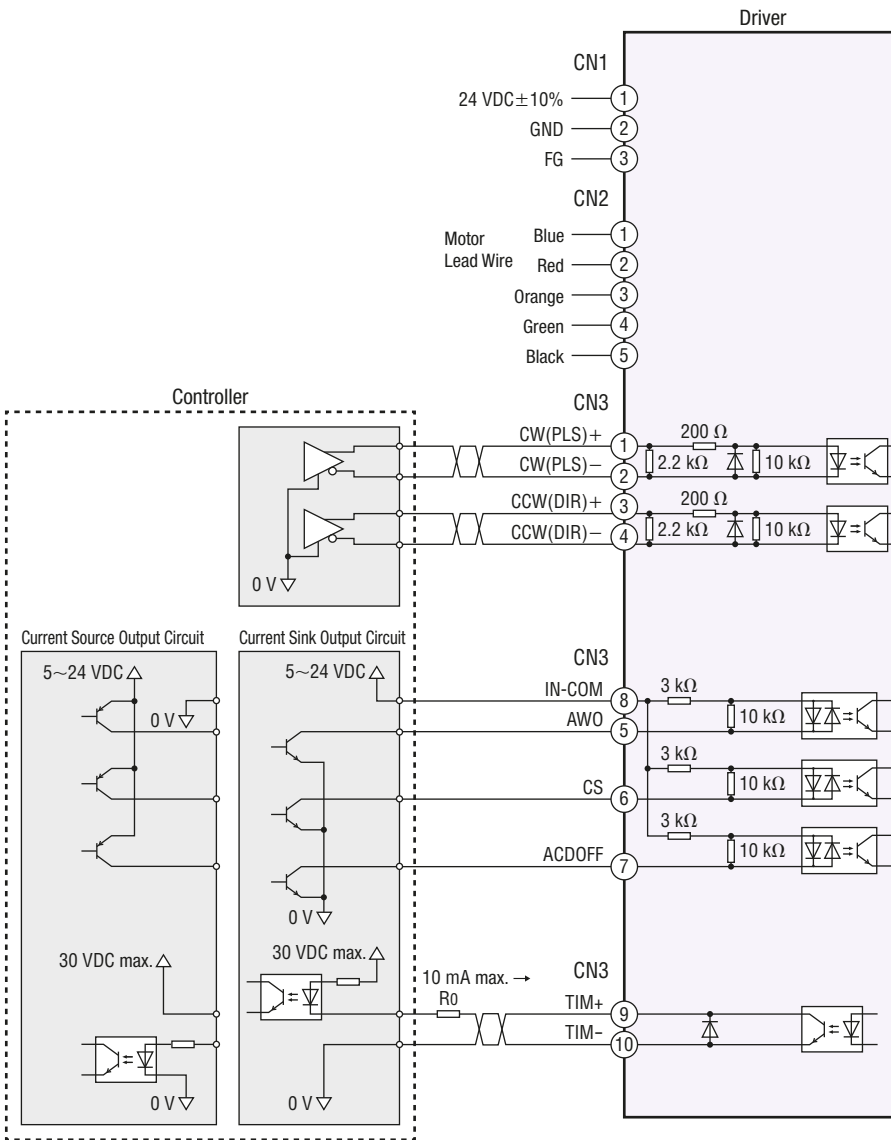 Driver
CN1
24 VDC±10%
1
GND
2
FG
3
CN2
Motor
Lead Wire
Blue
1
Red
2
Orange
3
Green
4
Black
5
Controller
CN3
CW(PLS)+
1
200 Ω
CW(PLS)−
2
2.2 kΩ
10 kΩ
CCW(DIR)+
3
200 Ω
CCW(DIR)−
4
2.2 kΩ
10 kΩ
0 V
Current Source Output Circuit
Current Sink Output Circuit
5~24 VDC
0 V
5~24 VDC
CN3
IN-COM
8
3 kΩ
AWO
5
10 kΩ
3 kΩ
CS
6
10 kΩ
3 kΩ
ACDOFF
7
10 kΩ
0 V
30 VDC max.
30 VDC max.
10 mA max. →
R0
CN3
TIM+
9
TIM-
10
0 V
0 V